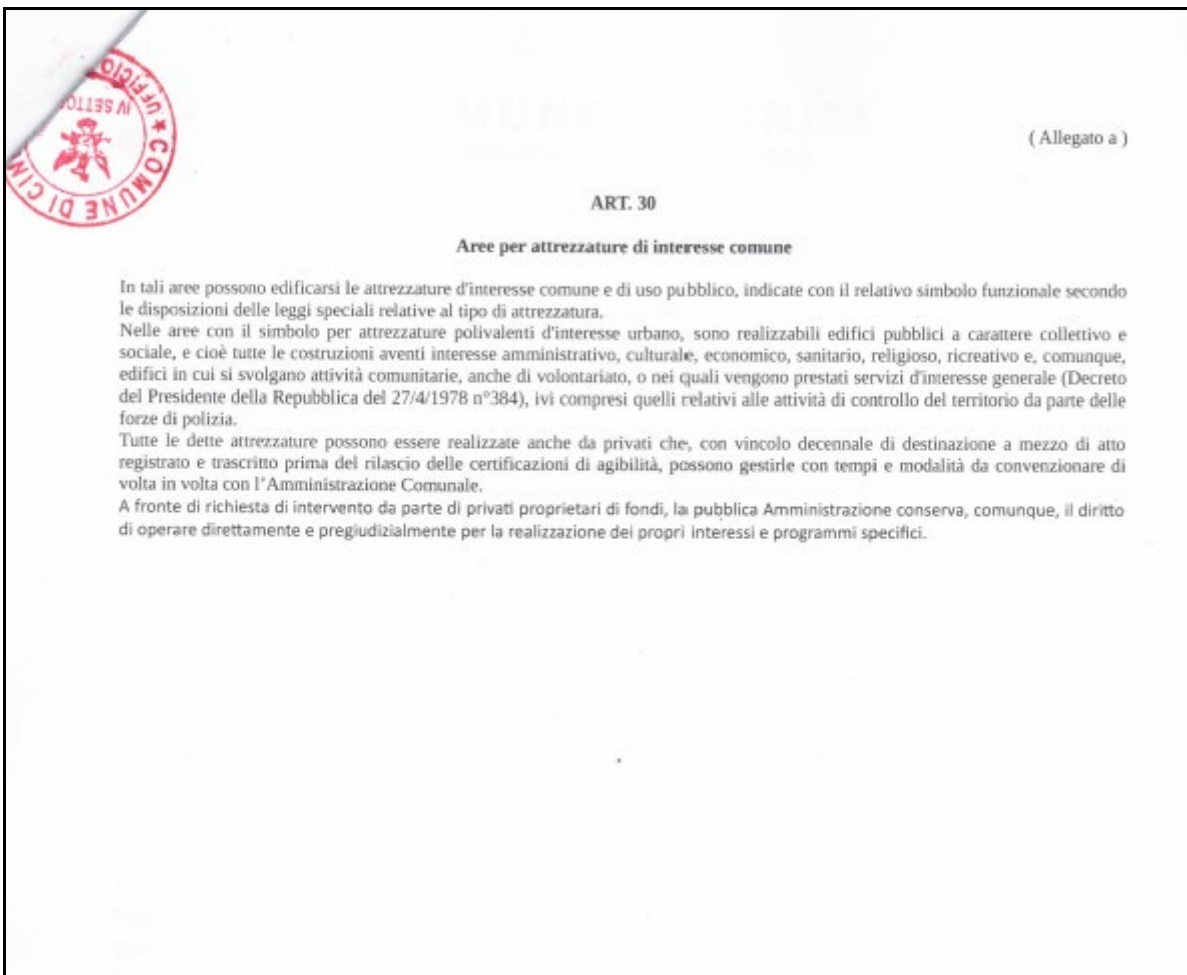 UFFICIO
★ COMUNE DI CIN
IV SETTO
( Allegato a )
ART. 30
Aree per attrezzature di interesse comune
In tali aree possono edificarsi le attrezzature d'interesse comune e di uso pubblico, indicate con il relativo simbolo funzionale secondo
le disposizioni delle leggi speciali relative al tipo di attrezzatura.
Nelle aree con il simbolo per attrezzature polivalenti d'interesse urbano, sono realizzabili edifici pubblici a carattere collettivo e
sociale, e cioè tutte le costruzioni aventi interesse amministrativo, culturale, economico, sanitario, religioso, ricreativo e, comunque,
edifici in cui si svolgano attività comunitarie, anche di volontariato, o nei quali vengono prestati servizi d'interesse generale (Decreto
del Presidente della Repubblica del 27/4/1978 n°384), ivi compresi quelli relativi alle attività di controllo del territorio da parte delle
forze di polizia.
Tutte le dette attrezzature possono essere realizzate anche da privati che, con vincolo decennale di destinazione a mezzo di atto
registrato e trascritto prima del rilascio delle certificazioni di agibilità, possono gestirle con tempi e modalità da convenzionare di
volta in volta con l'Amministrazione Comunale.
A fronte di richiesta di intervento da parte di privati proprietari di fondi, la pubblica Amministrazione conserva, comunque, il diritto
di operare direttamente e pregiudizialmente per la realizzazione dei propri interessi e programmi specifici.